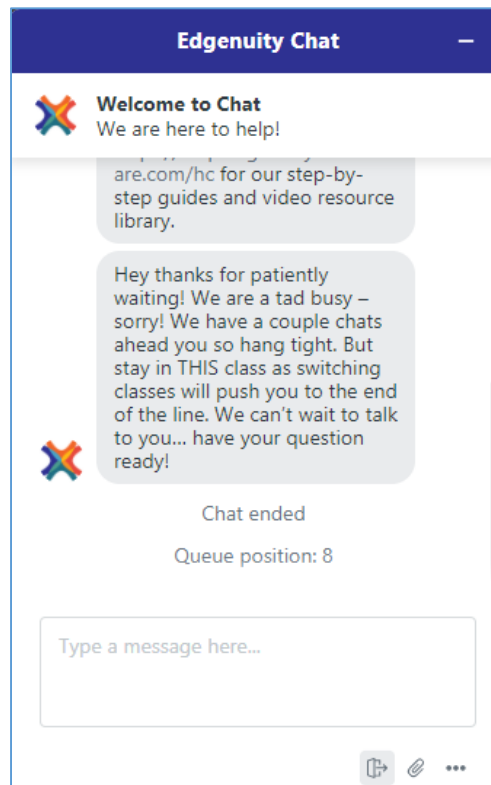 Edgenuity Chat
Welcome to Chat
We are here to help!
are.com/hc for our step-by-
step guides and video resource
library.
Hey thanks for patiently
waiting! We are a tad busy –
sorry! We have a couple chats
ahead you so hang tight. But
stay in THIS class as switching
classes will push you to the end
of the line. We can't wait to talk
to you... have your question
ready!
Chat ended
Queue position: 8
Type a message here...